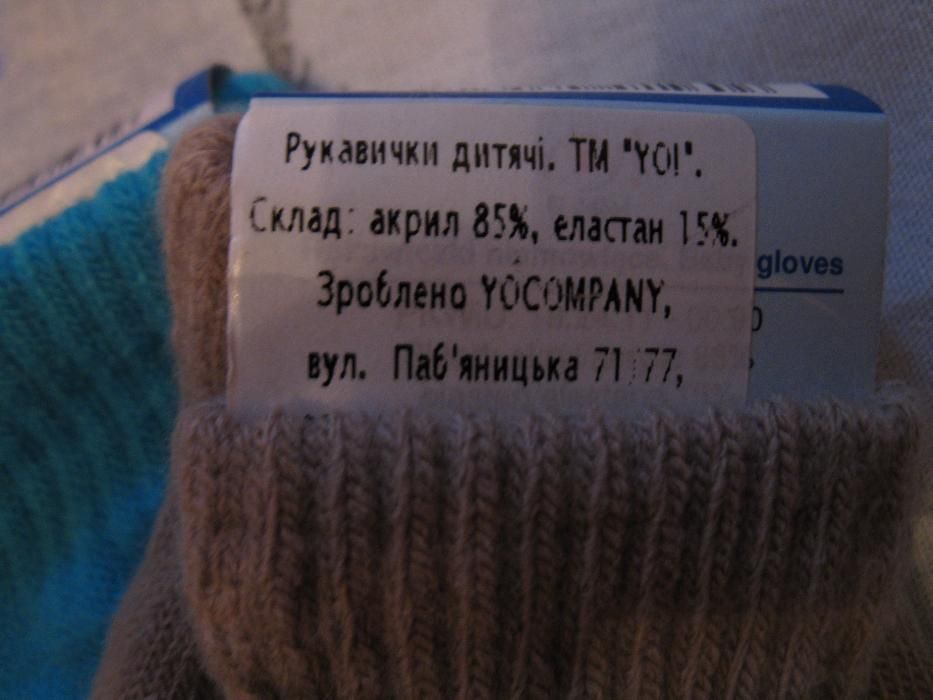 Рукавички дитячі. ТМ "YO!".
Склад: акрил 85%, еластан 15%.
gloves
Зроблено YOCOMPANY,
вул. Паб'яницька 71/77,